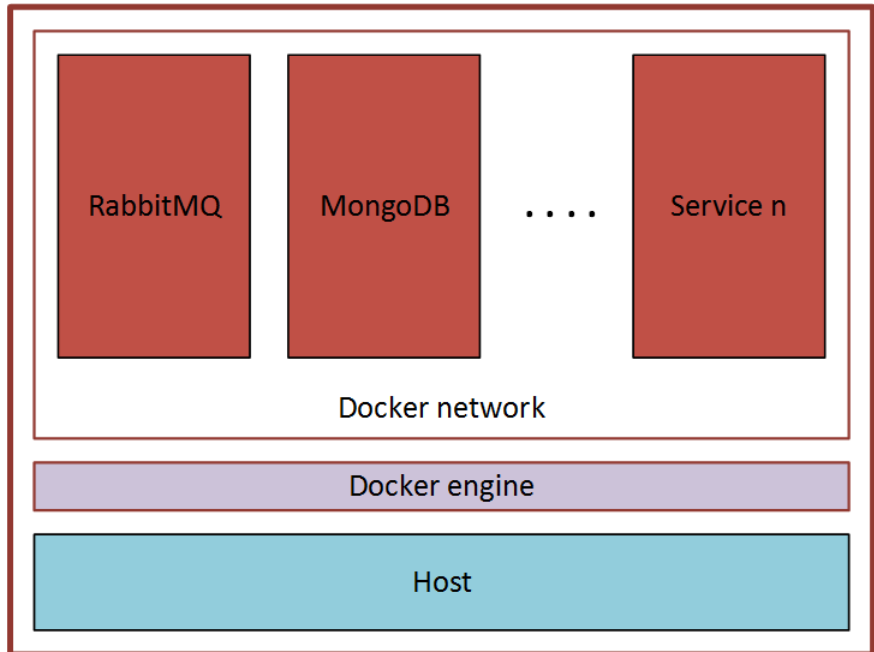 RabbitMQ
MongoDB
. . . .
Service n
Docker network
Docker engine
Host